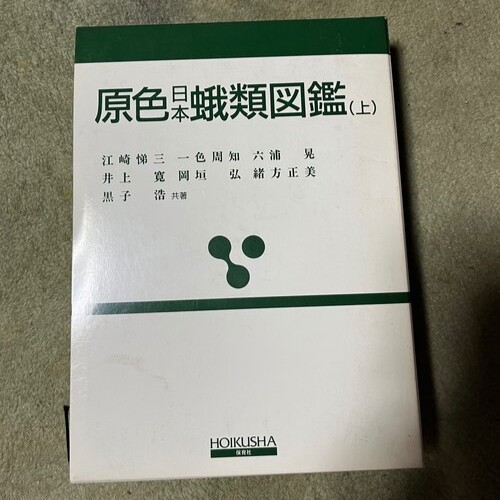 原色日本蛾類図鑑(上)
江崎悌三 一色周知 六浦 晃
井上 寛 岡垣 弘 緒方正美
黒子 浩 共著
HOIKUSHA
保育社